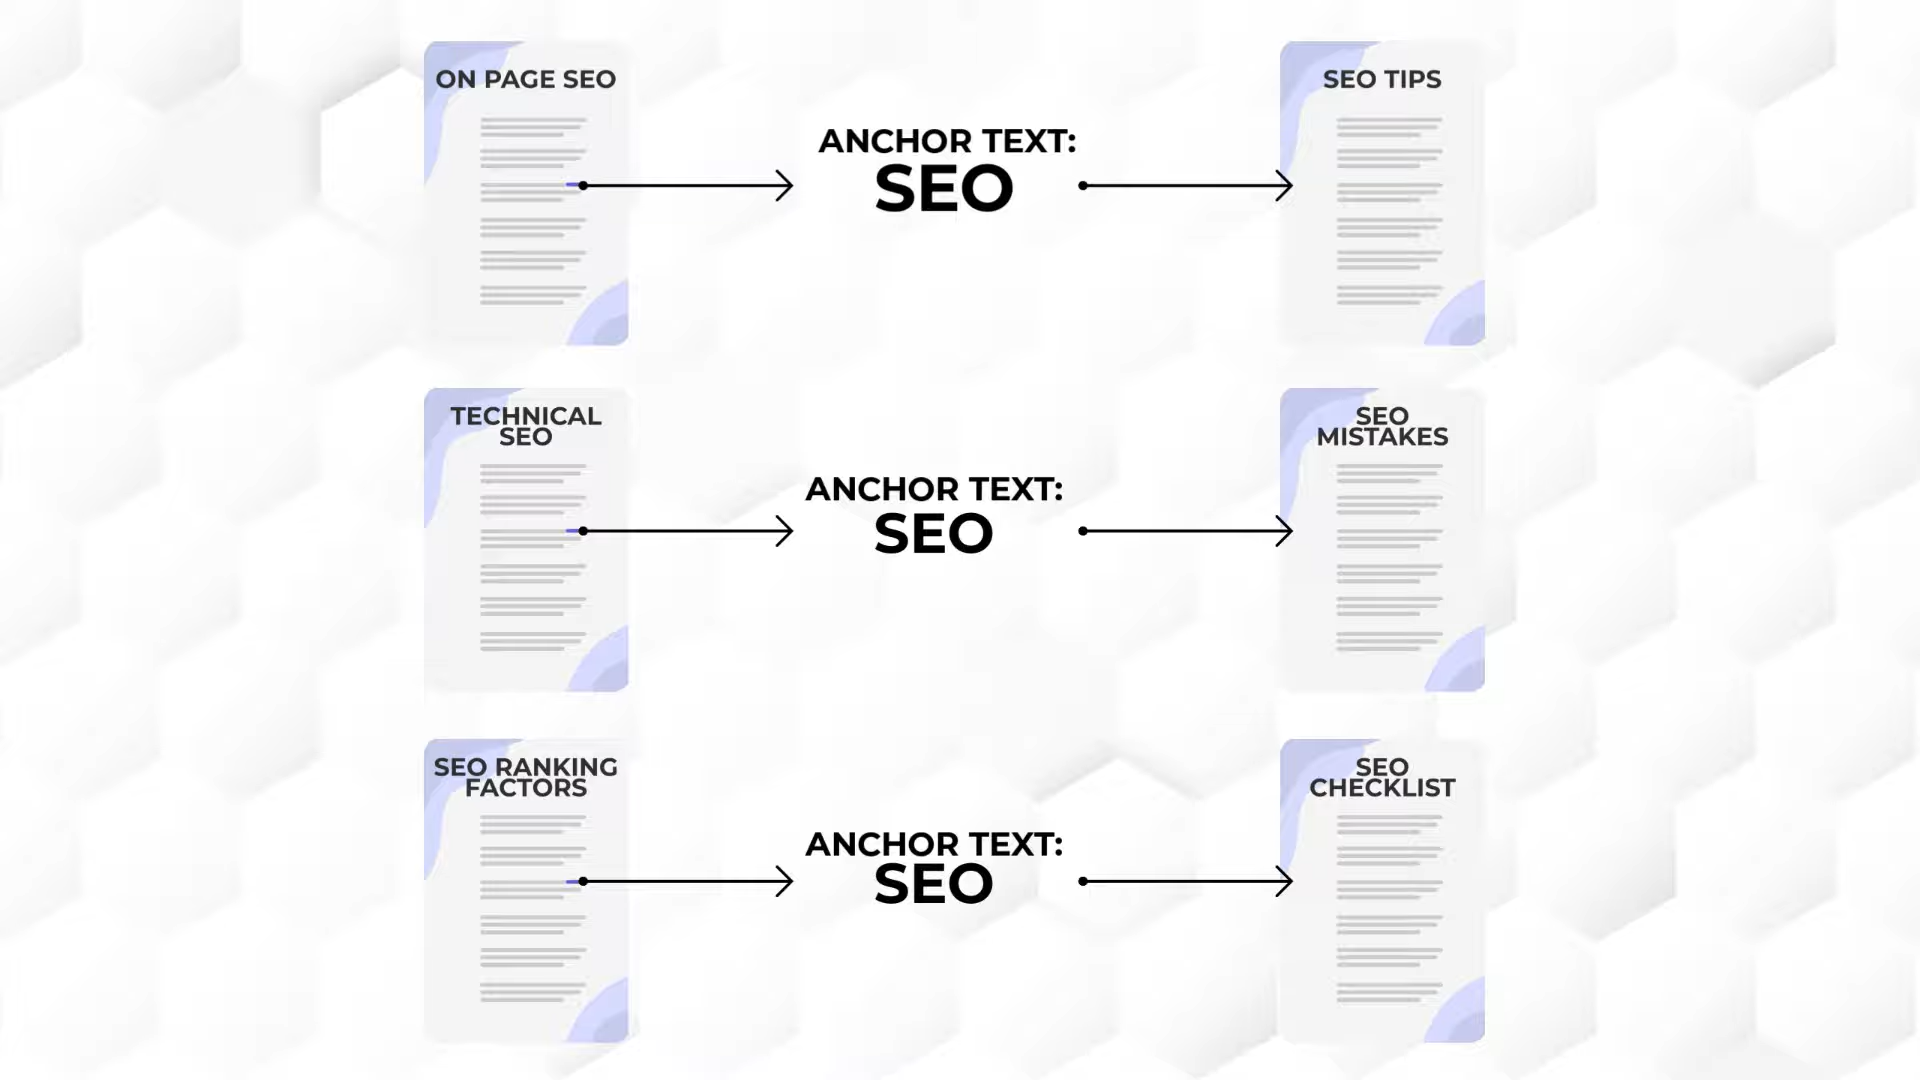 ON PAGE SEO
ANCHOR TEXT:
SEO
SEO TIPS
TECHNICAL
SEO
ANCHOR TEXT:
SEO
SEO
MISTAKES
SEO RANKING
FACTORS
ANCHOR TEXT:
SEO
SEO
CHECKLIST